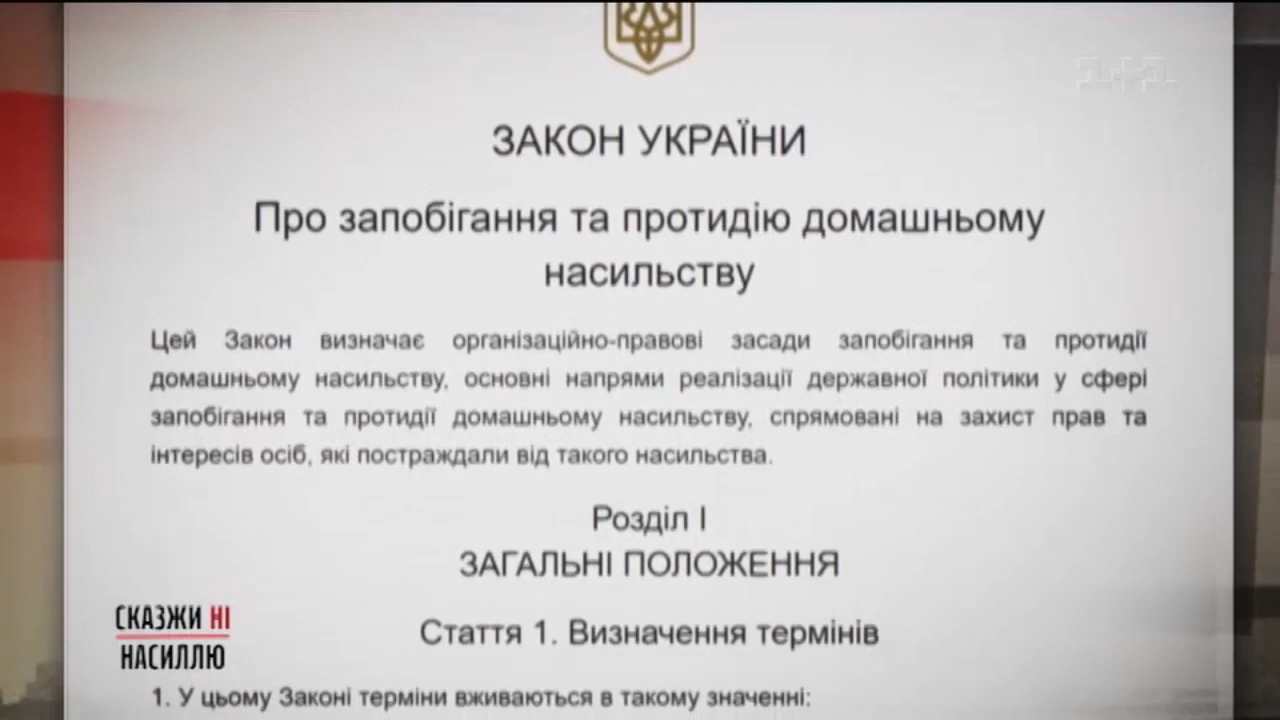 1+1
ЗАКОН УКРАЇНИ
Про запобігання та протидію домашньому
насильству
Цей Закон визначає організаційно-правові засади запобігання та протидії
домашньому насильству, основні напрями реалізації державної політики у сфері
запобігання та протидії домашньому насильству, спрямовані на захист прав та
інтересів осіб, які постраждали від такого насильства.
Розділ I
ЗАГАЛЬНІ ПОЛОЖЕННЯ
Стаття 1. Визначення термінів
1. У цьому Законі терміни вживаються в такому значенні:
СКАЖИ НІ
НАСИЛЛЮ